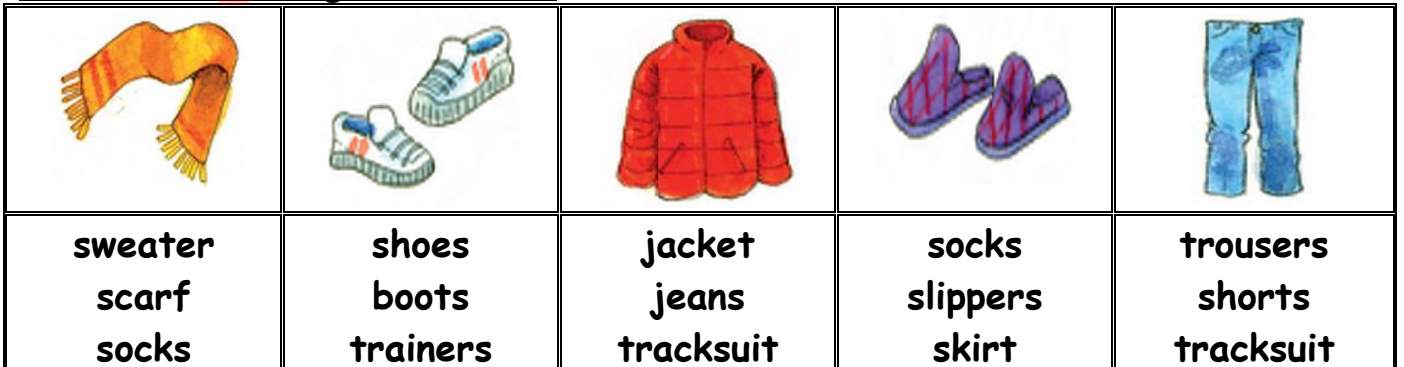 sweater shoes jacket socks trousers
scarf boots jeans slippers shorts
socks trainers tracksuit skirt tracksuit